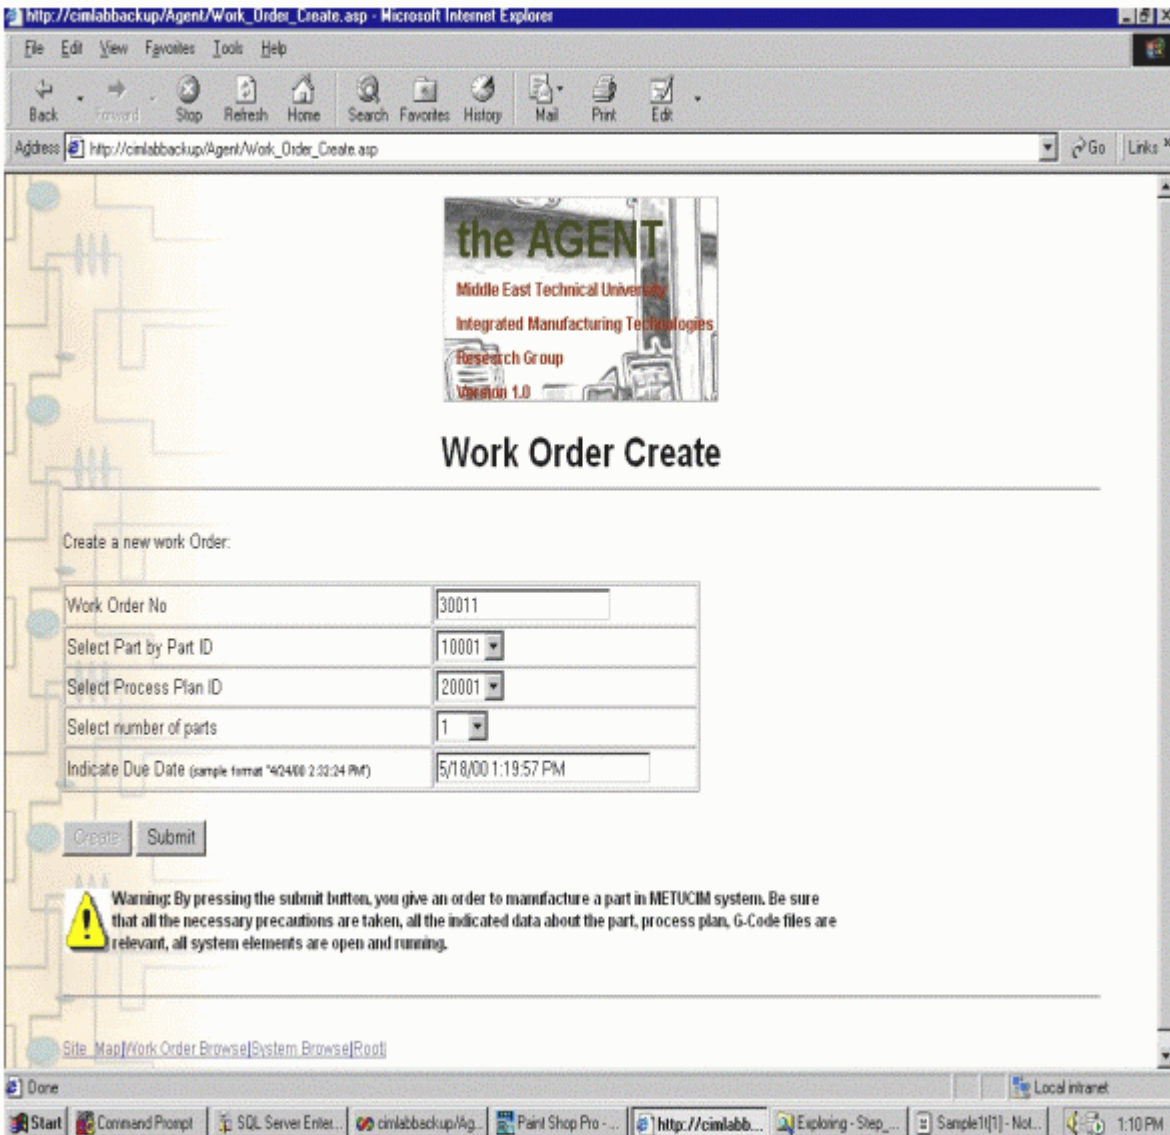 http://cimlabbackup/Agent/Work_Order_Create.asp - Microsoft Internet Explorer
File Edit View Favorites Tools Help
Back Forward Stop Refresh Home Search Favorites History Mail Print Edit
Address http://cimlabbackup/Agent/Work_Order_Create.asp Go Links »
the AGENT
Middle East Technical University
Integrated Manufacturing Technologies
Research Group
Version 1.0
Work Order Create
Create a new work Order:
Work Order No 30011
Select Part by Part ID 10001
Select Process Plan ID 20001
Select number of parts 1
Indicate Due Date (sample format "4/24/00 2:32:24 PM") 5/18/00 1:19:57 PM
Create Submit
Warning: By pressing the submit button, you give an order to manufacture a part in METUCIM system. Be sure
that all the necessary precautions are taken, all the indicated data about the part, process plan, G-Code files are
relevant, all system elements are open and running.
Site_Map|Work Order Browse|System Browse|Root|
Done Local intranet
Start Command Prompt SQL Server Enter... cimlabbackup/Ag... Paint Shop Pro - ... http://cimlabb... Exploring - Step_... Sample1t[1] - Not... 1:10 PM